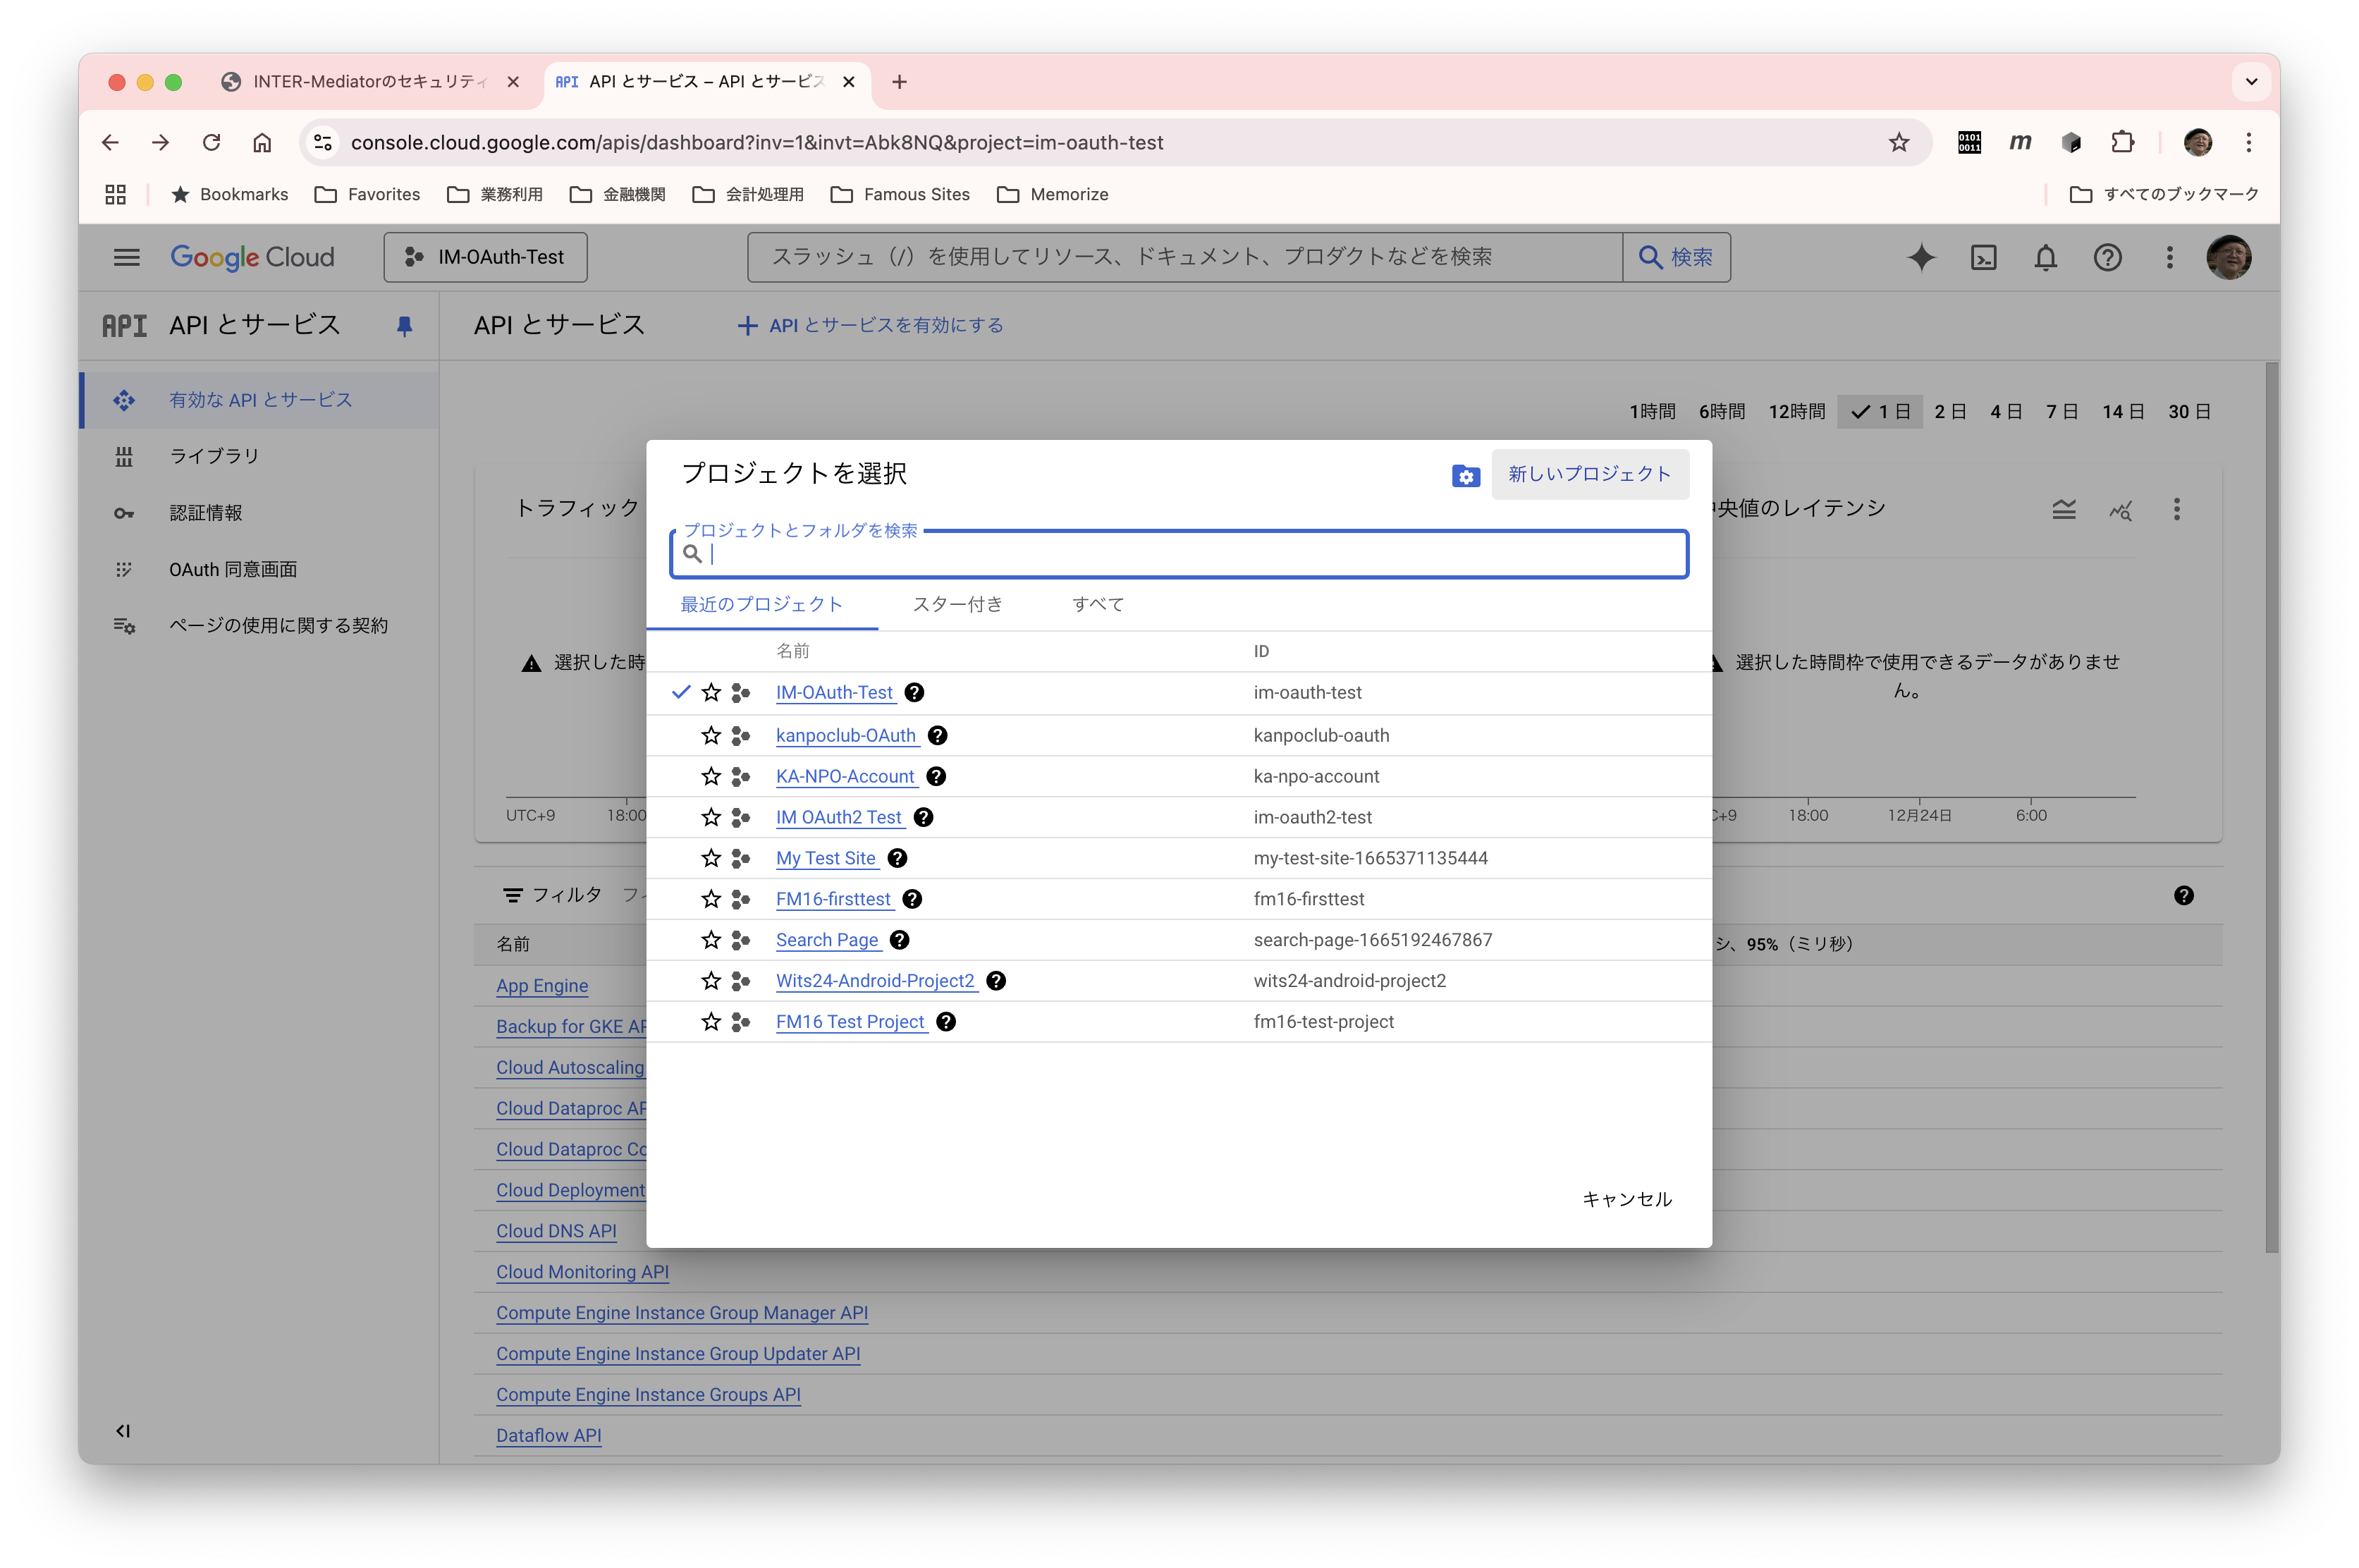 INTER-Mediatorのセキュリティ
API API とサービス – API とサービス
console.cloud.google.com/apis/dashboard?inv=1&invt=Abk8NQ&project=im-oauth-test
0101
0011
m
Bookmarks Favorites 業務利用 金融機関 会計処理用 Famous Sites Memorize すべてのブックマーク
Google Cloud IM-OAuth-Test スラッシュ（/）を使用してリソース、ドキュメント、プロダクトなどを検索 検索
API API とサービス
API とサービス + API とサービスを有効にする
有効な API とサービス
ライブラリ
認証情報
OAuth 同意画面
ページの使用に関する契約
1時間 6時間 12時間 1 日 2 日 4 日 7 日 14 日 30 日
トラフィック
中央値のレイテンシ
選択した時
選択した時間枠で使用できるデータがありませ
ん。
UTC+9 18:00
C+9 18:00 12月24日 6:00
フィルタ フィ
名前
シ、95%（ミリ秒）
App Engine
Backup for GKE AP
Cloud Autoscaling
Cloud Dataproc AP
Cloud Dataproc Co
Cloud Deployment
Cloud DNS API
Cloud Monitoring API
Compute Engine Instance Group Manager API
Compute Engine Instance Group Updater API
Compute Engine Instance Groups API
Dataflow API
プロジェクトを選択 新しいプロジェクト
プロジェクトとフォルダを検索
最近のプロジェクト スター付き すべて
名前 ID
IM-OAuth-Test im-oauth-test
kanpoclub-OAuth kanpoclub-oauth
KA-NPO-Account ka-npo-account
IM OAuth2 Test im-oauth2-test
My Test Site my-test-site-1665371135444
FM16-firsttest fm16-firsttest
Search Page search-page-1665192467867
Wits24-Android-Project2 wits24-android-project2
FM16 Test Project fm16-test-project
キャンセル